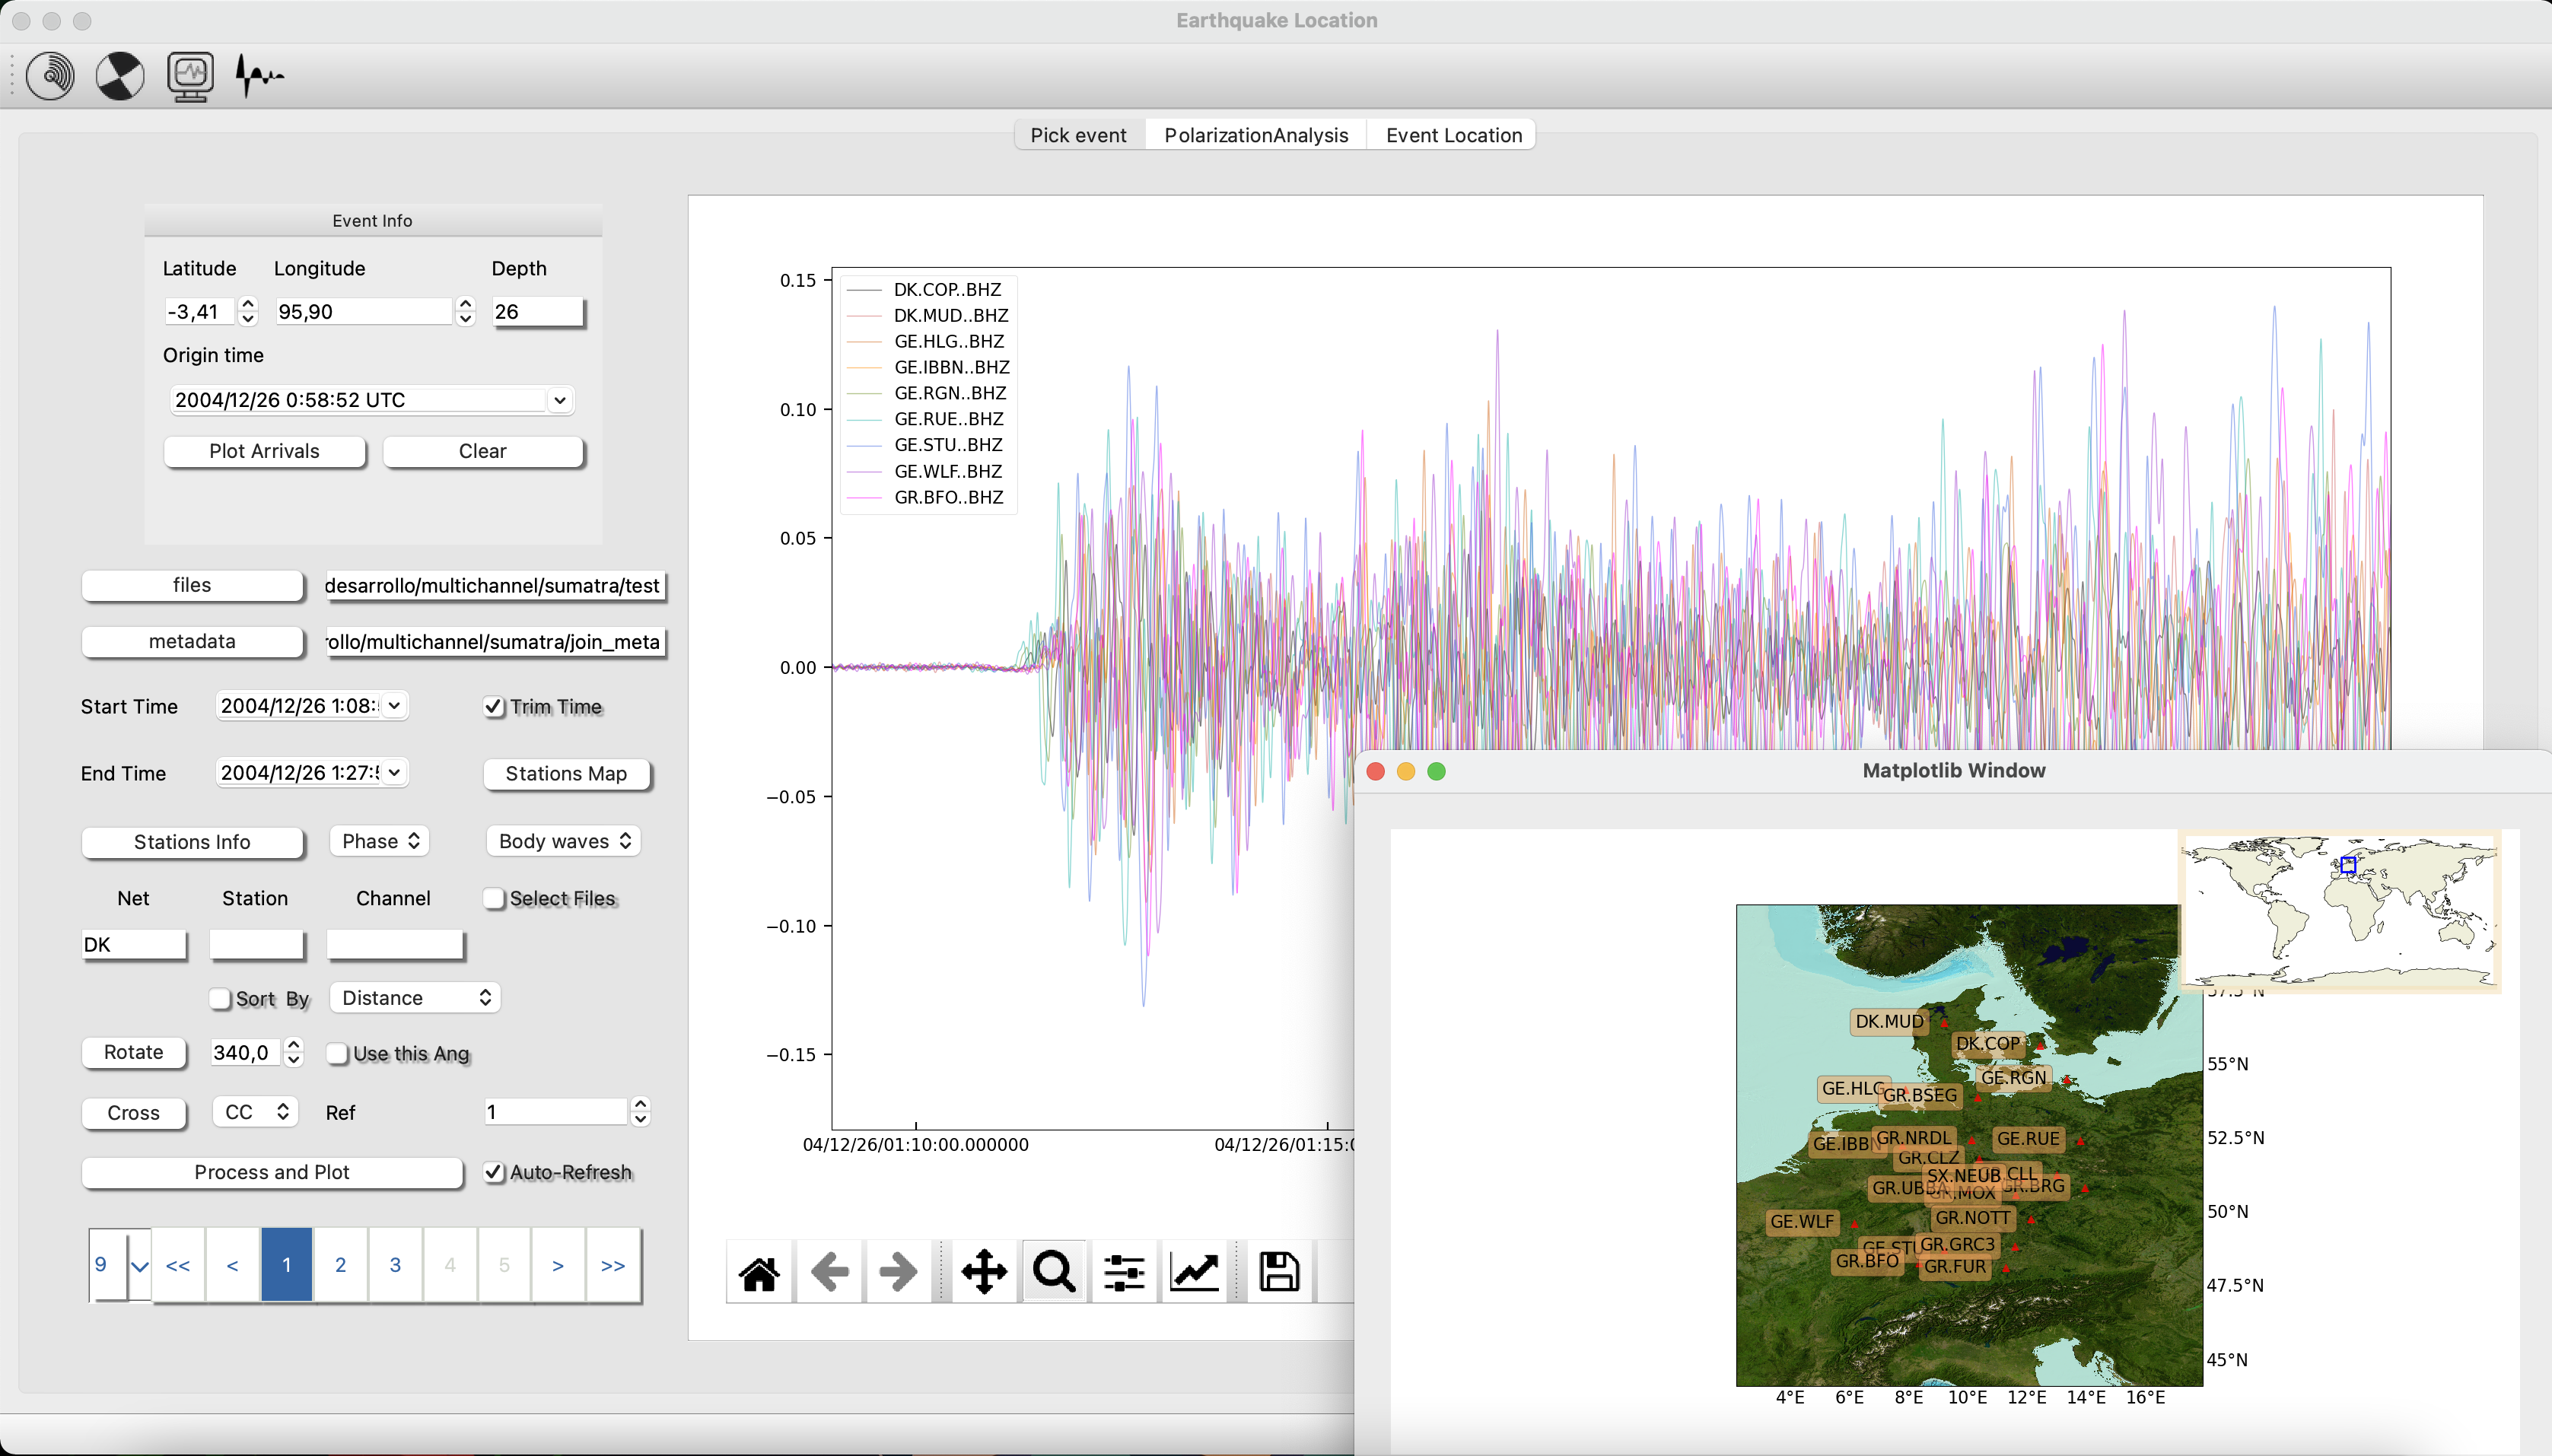 Earthquake Location
Pick event PolarizationAnalysis Event Location
Event Info
Latitude Longitude Depth
-3,41 95,90 26
Origin time
2004/12/26 0:58:52 UTC
Plot Arrivals Clear
files desarrollo/multichannel/sumatra/test
metadata rollo/multichannel/sumatra/join_meta
Start Time 2004/12/26 1:08: Trim Time
End Time 2004/12/26 1:27: Stations Map
Stations Info Phase Body waves
Net Station Channel Select Files
DK
Sort By Distance
Rotate 340,0 Use this Ang
Cross CC Ref 1
Process and Plot Auto-Refresh
9 << < 1 2 3 4 5 > >>
0.15
0.10
0.05
0.00
−0.05
−0.10
−0.15
DK.COP..BHZ
DK.MUD..BHZ
GE.HLG..BHZ
GE.IBBN..BHZ
GE.RGN..BHZ
GE.RUE..BHZ
GE.STU..BHZ
GE.WLF..BHZ
GR.BFO..BHZ
04/12/26/01:10:00.000000 04/12/26/01:15:
Matplotlib Window
DK.MUD
DK.COP
GE.RGN
GE.HLG GR.BSEG
GE.IBBN GR.NRDL GE.RUE
GR.CLZ
SX.NEUB CLL
GR.UBBA GR.MOX GR.BRG
GE.WLF GR.NOTT
GE.STU GR.GRC3
GR.BFO GR.FUR
57.5°N
55°N
52.5°N
50°N
47.5°N
45°N
4°E 6°E 8°E 10°E 12°E 14°E 16°E